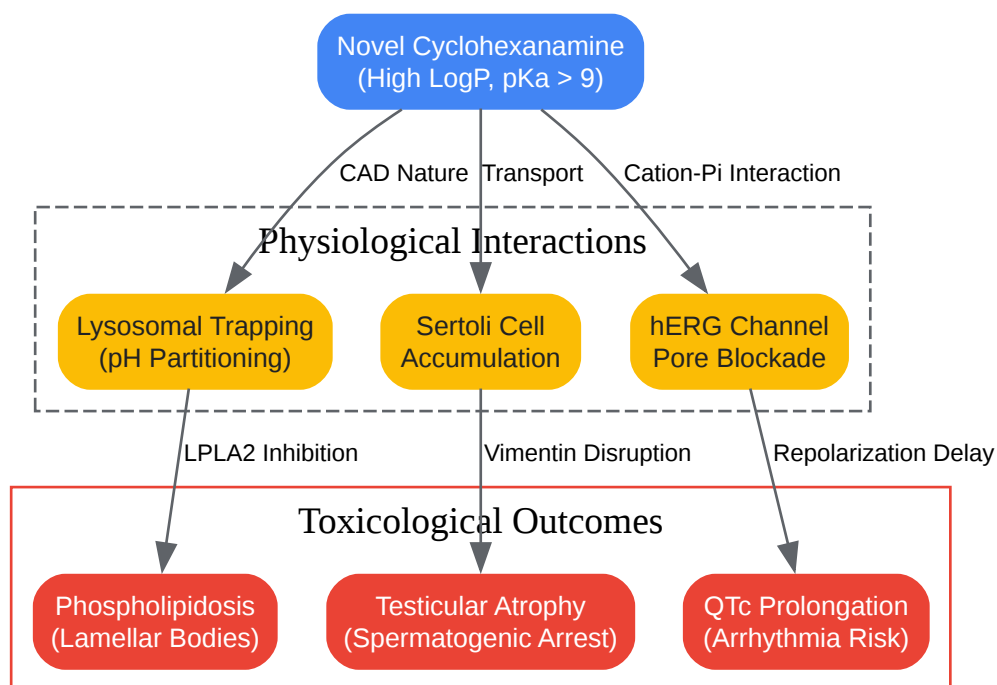 Novel Cyclohexanamine
(High LogP, pKa > 9)
CAD Nature
Transport
Cation-Pi Interaction
Physiological Interactions
Lysosomal Trapping
(pH Partitioning)
Sertoli Cell
Accumulation
hERG Channel
Pore Blockade
LPLA2 Inhibition
Vimentin Disruption
Repolarization Delay
Toxicological Outcomes
Phospholipidosis
(Lamellar Bodies)
Testicular Atrophy
(Spermatogenic Arrest)
QTc Prolongation
(Arrhythmia Risk)